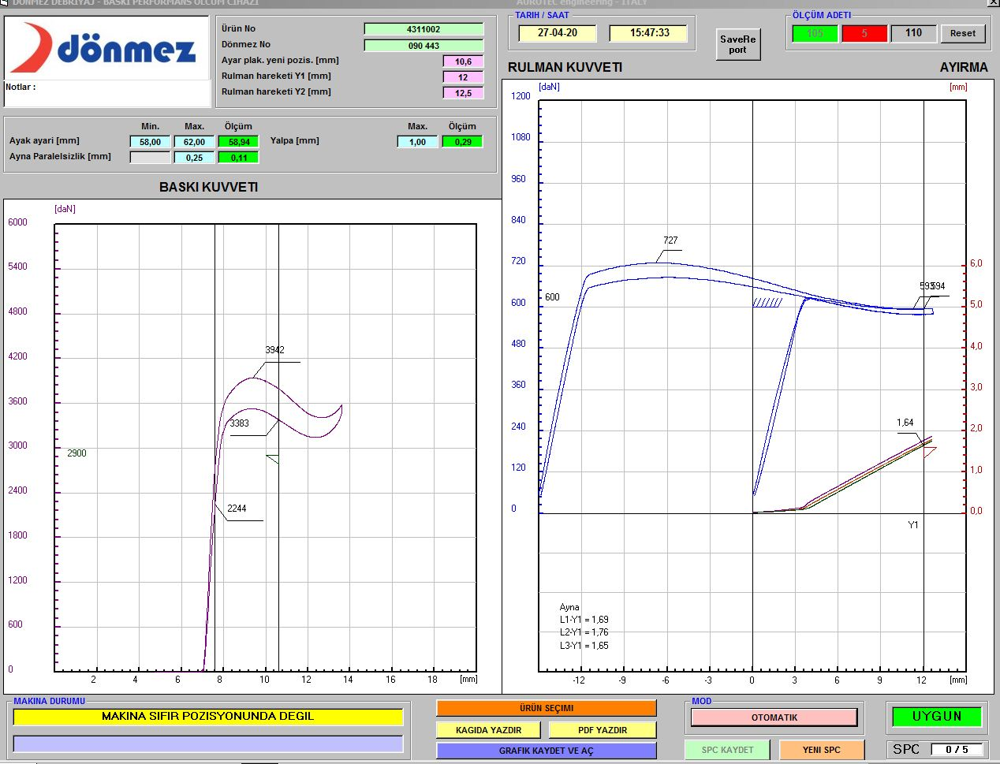 DÖNMEZ DEBRİYAJ - BASKI PERFORMANS ÖLÇÜM CİHAZI
AUROTEC engineering - ITALY
dönmez
Notlar :
Ürün No 4311002
Dönmez No 090 443
Ayar plak. yeni pozis. [mm] 10,6
Rulman hareketi Y1 [mm] 12
Rulman hareketi Y2 [mm] 12,5
TARIH / SAAT
27-04-20 15:47:33
SaveRe
port
ÖLÇÜM ADETI
105 5 110 Reset
Min. Max. Ölçüm Max. Ölçüm
Ayak ayari [mm] 58,00 62,00 58,94 Yalpa [mm] 1,00 0,29
Ayna Paralelsizlik [mm] 0,25 0,11
BASKI KUVVETI
[daN]
6000
5400
4800
4200
3600
3000
2400
1800
1200
600
0
3942
3383
2900
2244
2 4 6 8 10 12 14 16 18 [mm]
RULMAN KUVVETI AYIRMA
[daN] [mm]
1200
1080
960
840
720
600
480
360
240
120
0
727
600
593 594
6,0
5,0
4,0
3,0
2,0
1,0
0,0
1,64
Y1
Ayna
L1-Y1 = 1,69
L2-Y1 = 1,76
L3-Y1 = 1,65
-12 -9 -6 -3 0 3 6 9 12 [mm]
MAKINA DURUMU
MAKINA SIFIR POZISYONUNDA DEGIL
ÜRÜN SEÇIMI
KAGIDA YAZDIR PDF YAZDIR
GRAFIK KAYDET VE AÇ
MOD
OTOMATIK
SPC KAYDET YENI SPC
UYGUN
SPC 0 / 5